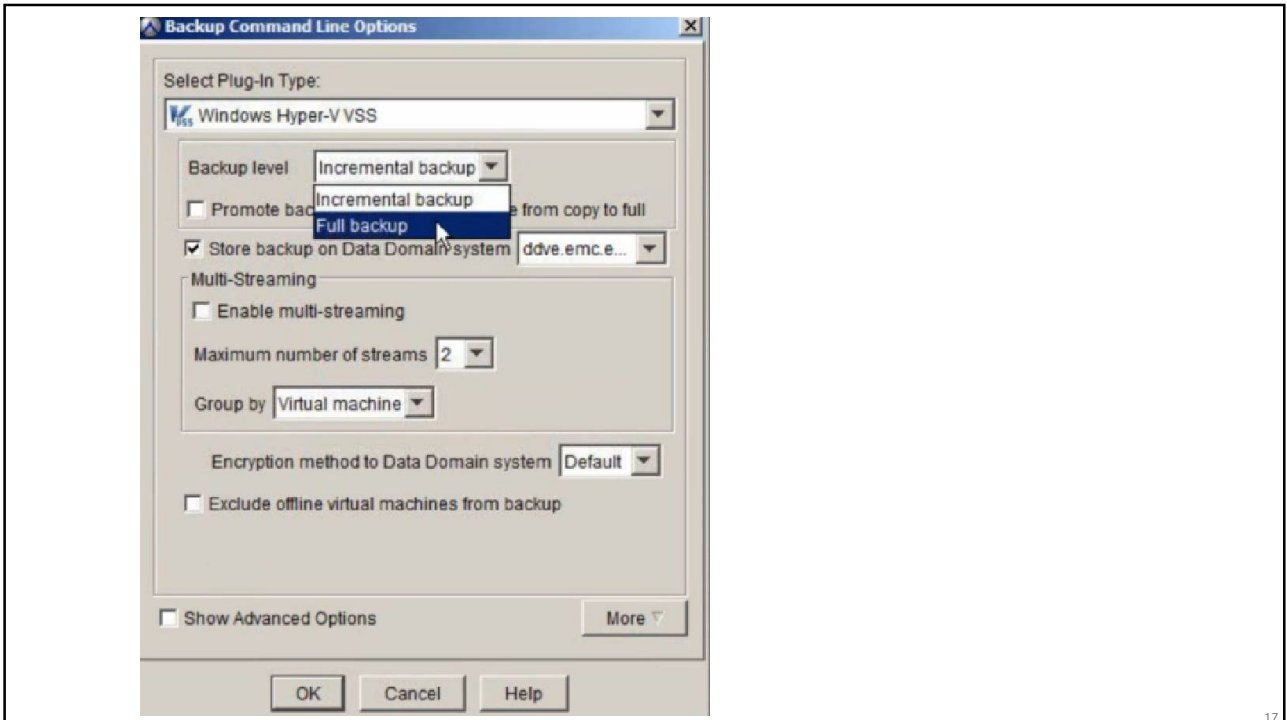 Backup Command Line Options
Select Plug-In Type:
VSS Windows Hyper-V VSS
Backup level Incremental backup
Incremental backup
Promote bac e from copy to full
Full backup
Store backup on Data Domain system ddve.emc.e...
Multi-Streaming
Enable multi-streaming
Maximum number of streams 2
Group by Virtual machine
Encryption method to Data Domain system Default
Exclude offline virtual machines from backup
Show Advanced Options More
OK Cancel Help
17